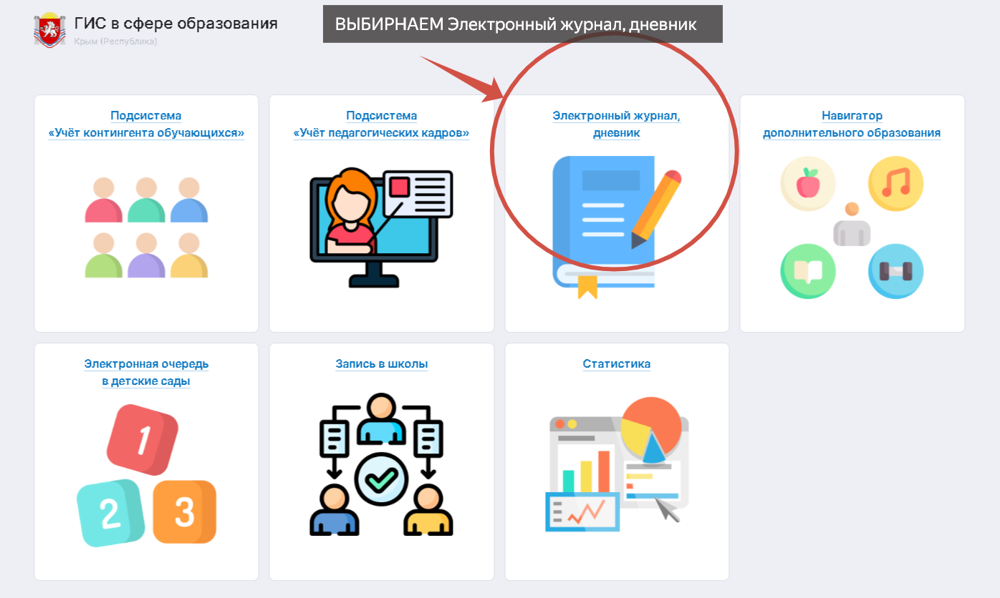 ГИС в сфере образования
Крым (Республика)
ВЫБИРНАЕМ Электронный журнал, дневник
Подсистема
«Учёт контингента обучающихся»
Подсистема
«Учёт педагогических кадров»
Электронный журнал,
дневник
Навигатор
дополнительного образования
Электронная очередь
в детские сады
1
2
3
Запись в школы
Статистика